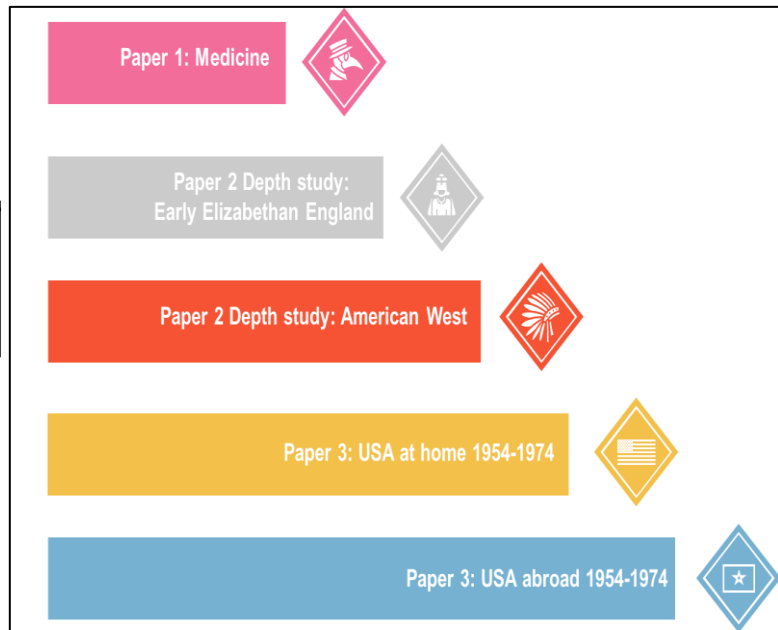 Paper 1: Medicine
Paper 2 Depth study:
Early Elizabethan England
Paper 2 Depth study: American West
Paper 3: USA at home 1954-1974
Paper 3: USA abroad 1954-1974